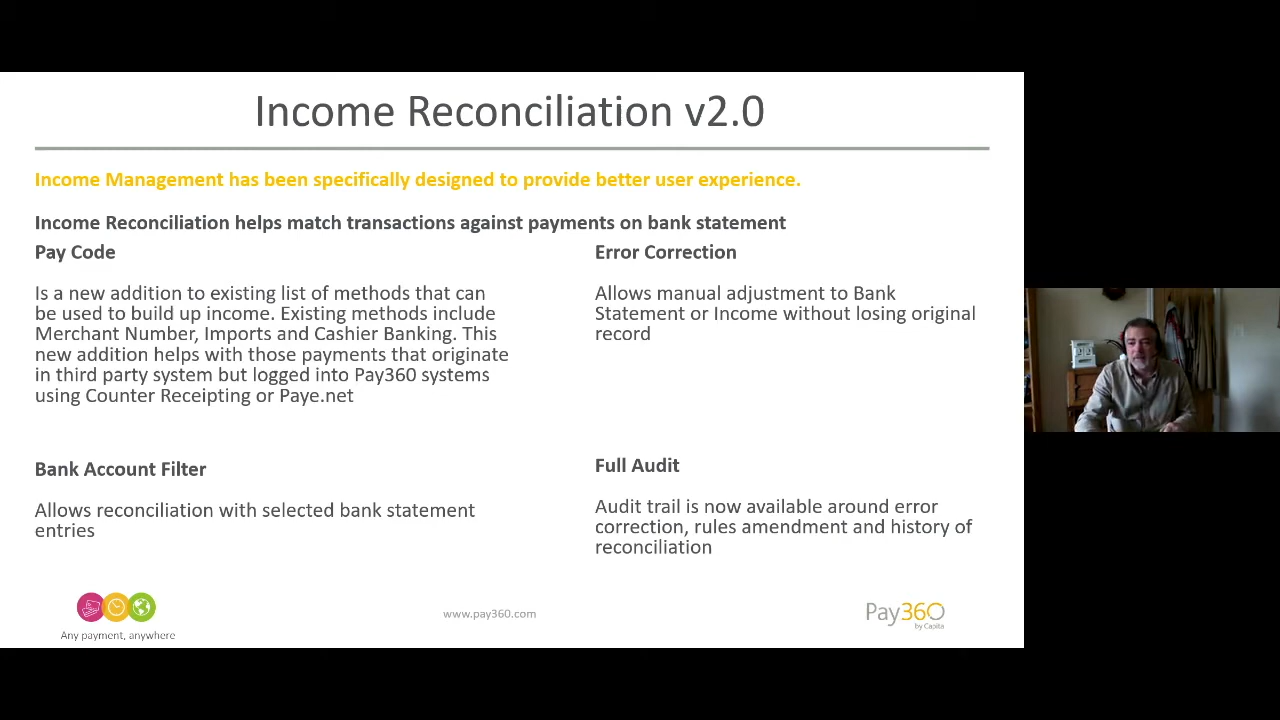 Income Reconciliation v2.0
Income Management has been specifically designed to provide better user experience.
Income Reconciliation helps match transactions against payments on bank statement
Pay Code
Is a new addition to existing list of methods that can
be used to build up income. Existing methods include
Merchant Number, Imports and Cashier Banking. This
new addition helps with those payments that originate
in third party system but logged into Pay360 systems
using Counter Receipting or Paye.net
Error Correction
Allows manual adjustment to Bank
Statement or Income without losing original
record
Bank Account Filter
Allows reconciliation with selected bank statement
entries
Full Audit
Audit trail is now available around error
correction, rules amendment and history of
reconciliation
Any payment, anywhere
www.pay360.com
Pay360
by Capita